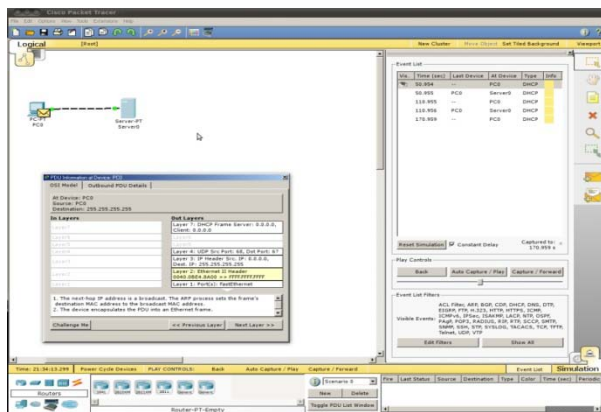 Cisco Packet Tracer
File Edit Options View Tools Extensions Help
Logical
[Root]
New Cluster
Move Object
Set Tiled Background
Viewport
PC-PT
PC0
Server-PT
Server0
Event List
Vis. Time (sec) Last Device At Device Type Info
50.954 -- PC0 DHCP
50.955 PC0 Server0 DHCP
110.955 -- PC0 DHCP
110.956 PC0 Server0 DHCP
170.959 -- PC0 DHCP
Reset Simulation
Constant Delay
Captured to:
170.959 s
Play Controls
Back
Auto Capture / Play
Capture / Forward
Event List Filters
Visible Events:
ACL Filter, ARP, BGP, CDP, DHCP, DNS, DTP,
EIGRP, FTP, H.323, HTTP, HTTPS, ICMP,
ICMPv6, IPSec, ISAKMP, LACP, NTP, OSPF,
PAgP, POP3, RADIUS, RIP, RTP, SCCP, SMTP,
SNMP, SSH, STP, SYSLOG, TACACS, TCP, TFTP,
Telnet, UDP, VTP
Edit Filters
Show All
PDU Information at Device: PC0
OSI Model
Outbound PDU Details
At Device: PC0
Source: PC0
Destination: 255.255.255.255
In Layers
Out Layers
Layer 7: DHCP Frame Server: 0.0.0.0,
Client: 0.0.0.0
Layer 4: UDP Src Port: 68, Dst Port: 67
Layer 3: IP Header Src. IP: 0.0.0.0,
Dest. IP: 255.255.255.255
Layer 2: Ethernet II Header
Layer 1: Port(s): FastEthernet
1. The next-hop IP address is a broadcast. The ARP process sets the frame's
destination MAC address to the broadcast MAC address.
2. The device encapsulates the PDU into an Ethernet frame.
Challenge Me
<< Previous Layer
Next Layer >>
Time: 21:34:13.299
Power Cycle Devices
PLAY CONTROLS:
Back
Auto Capture / Play
Capture / Forward
Event List
Simulation
Routers
Router-PT-Empty
Scenario 0
New
Delete
Toggle PDU List Window
Fire Last Status Source Destination Type Color Time (sec) Periodic